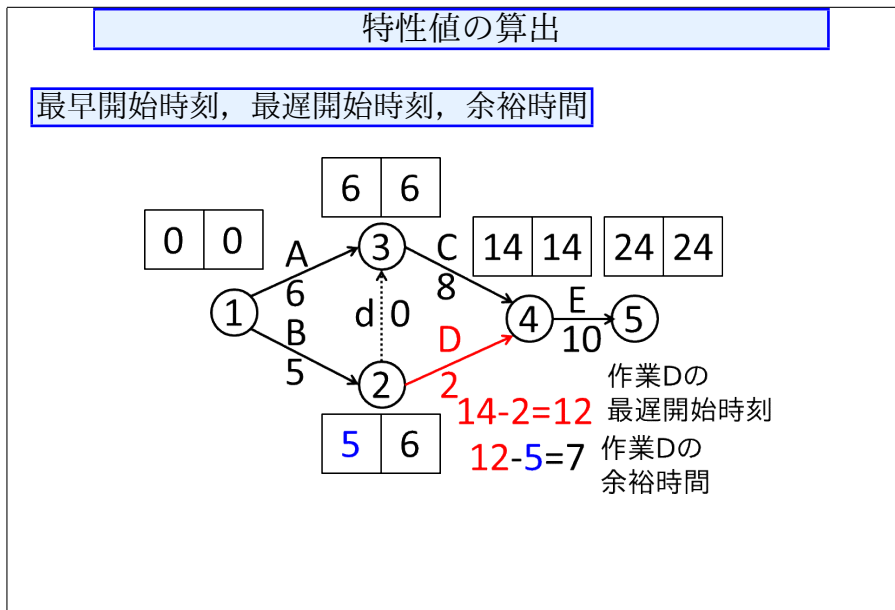 特性値の算出
最早開始時刻，最遅開始時刻，余裕時間
6 6
0 0
A
6
3
C
8
14 14
24 24
1
d 0
4
E
10
5
B
5
D
2
2
14-2=12
作業Dの
最遅開始時刻
5 6
12-5=7
作業Dの
余裕時間